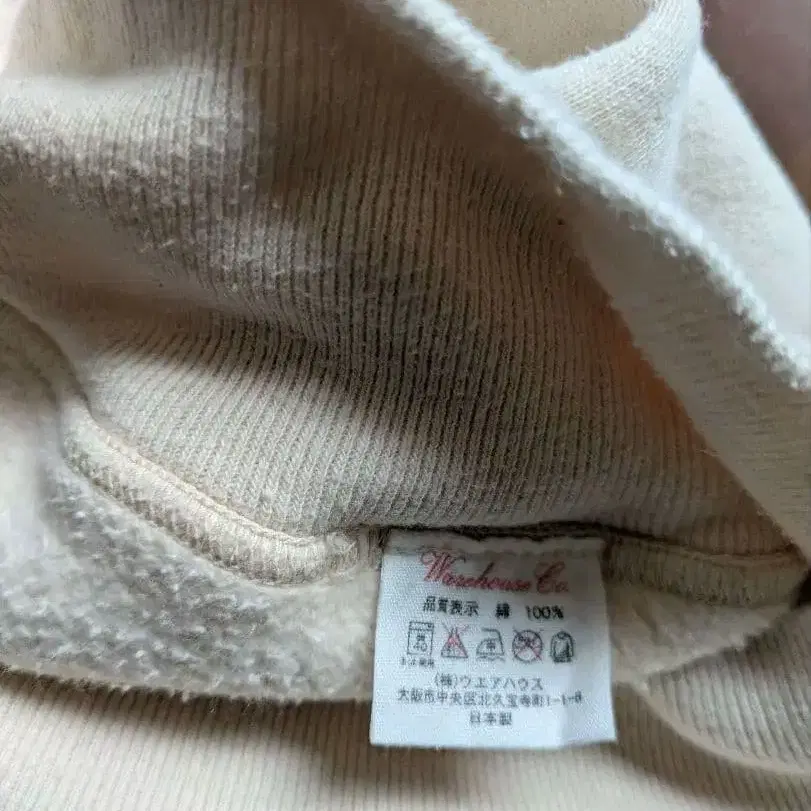 Warehouse Co.
品質表示 綿 100%
(株)ウエアハウス
大阪市中央区北久宝寺町1-1-8
日本製